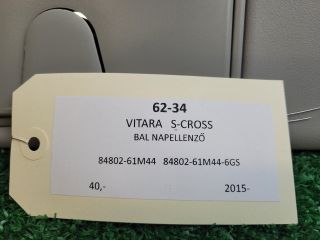 62-34
VITARA S-CROSS
BAL NAPELLENZŐ
84802-61M44 84802-61M44-6GS
40,- 2015-